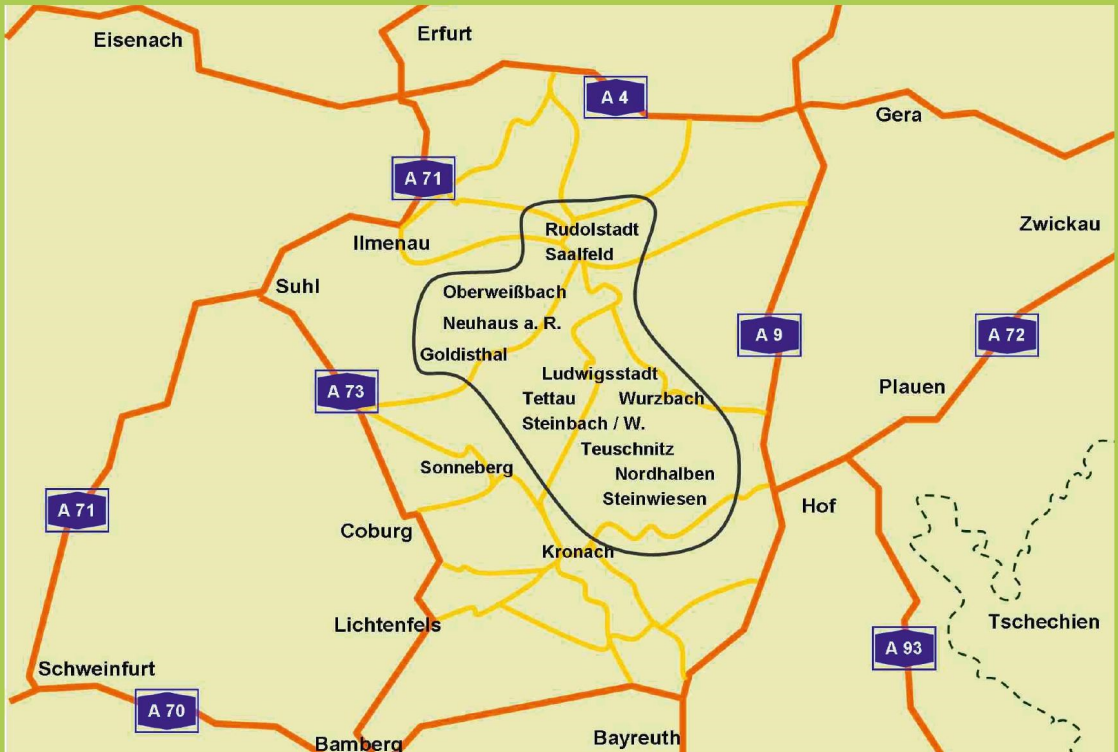 Erfurt
Eisenach
A 4
Gera
A 71
Zwickau
Rudolstadt
Ilmenau
Saalfeld
Suhl
Oberweißbach
Neuhaus a. R.
A 9
A 72
Goldisthal
Ludwigsstadt
Plauen
A 73
Tettau
Wurzbach
Steinbach / W.
Teuschnitz
Sonneberg
Nordhalben
Steinwiesen
Hof
A 71
Coburg
Kronach
Tschechien
Lichtenfels
A 93
Schweinfurt
A 70
Bayreuth
Bamberg